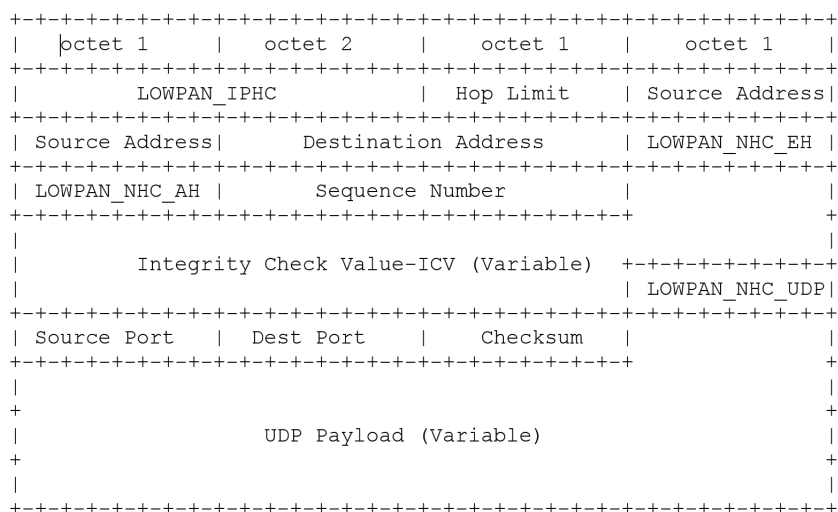 +-+-+-+-+-+-+-+-+-+-+-+-+-+-+-+-+-+-+-+-+-+-+-+-+-+-+-+-+-+-+-+-+
|   octet 1     |   octet 2     |    octet 1    |    octet 1    |
+-+-+-+-+-+-+-+-+-+-+-+-+-+-+-+-+-+-+-+-+-+-+-+-+-+-+-+-+-+-+-+-+
|         LOWPAN_IPHC           |  Hop Limit    | Source Address|
+-+-+-+-+-+-+-+-+-+-+-+-+-+-+-+-+-+-+-+-+-+-+-+-+-+-+-+-+-+-+-+-+
| Source Address|      Destination Address      | LOWPAN_NHC_EH |
+-+-+-+-+-+-+-+-+-+-+-+-+-+-+-+-+-+-+-+-+-+-+-+-+-+-+-+-+-+-+-+-+
| LOWPAN_NHC_AH |       Sequence Number         |               |
+-+-+-+-+-+-+-+-+-+-+-+-+-+-+-+-+-+-+-+-+-+-+-+-+               +
|                                                               |
|         Integrity Check Value-ICV (Variable)  +-+-+-+-+-+-+-+-+
|                                               | LOWPAN_NHC_UDP|
+-+-+-+-+-+-+-+-+-+-+-+-+-+-+-+-+-+-+-+-+-+-+-+-+-+-+-+-+-+-+-+-+
| Source Port   |  Dest Port    |    Checksum   |               |
+-+-+-+-+-+-+-+-+-+-+-+-+-+-+-+-+-+-+-+-+-+-+-+-+               +
|                                                               |
+                                                               +
|                   UDP Payload (Variable)                      |
+                                                               +
|                                                               |
+-+-+-+-+-+-+-+-+-+-+-+-+-+-+-+-+-+-+-+-+-+-+-+-+-+-+-+-+-+-+-+-+